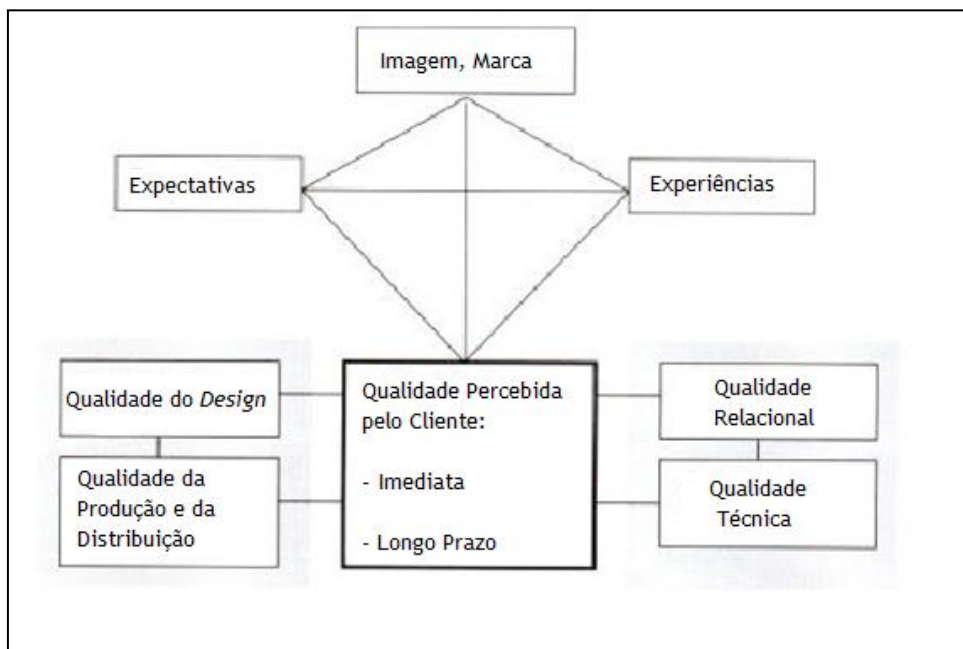 Imagem, Marca
Expectativas
Experiências
Qualidade do Design
Qualidade da
Produção e da
Distribuição
Qualidade Percebida
pelo Cliente:
- Imediata
- Longo Prazo
Qualidade
Relacional
Qualidade
Técnica